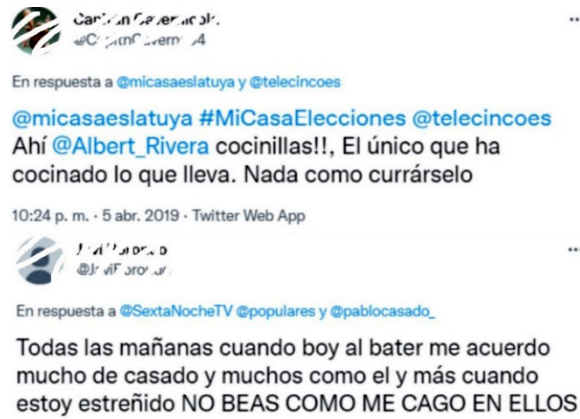 En respuesta a @micasaeslatuya y @telecincoes
@micasaeslatuya #MiCasaElecciones @telecincoes
Ahí @Albert_Rivera cocinillas!!, El único que ha
cocinado lo que lleva. Nada como currárselo
10:24 p. m. · 5 abr. 2019 · Twitter Web App
En respuesta a @SextaNocheTV @populares y @pablocasado_
Todas las mañanas cuando boy al bater me acuerdo
mucho de casado y muchos como el y más cuando
estoy estreñido NO BEAS COMO ME CAGO EN ELLOS